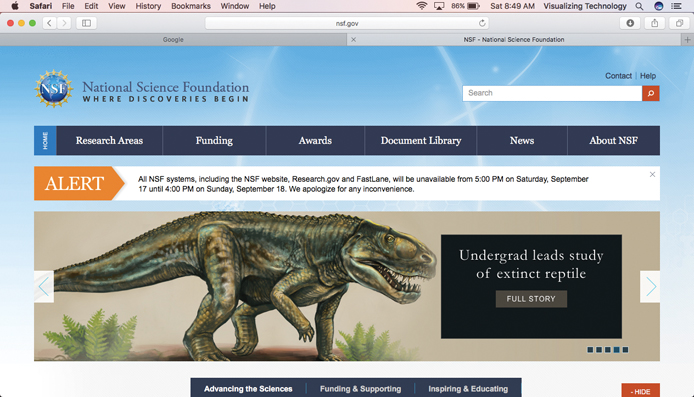 Safari File Edit View History Bookmarks Window Help 86% Sat 8:49 AM Visualizing Technology
nsf.gov
Google NSF - National Science Foundation
Contact | Help
NSF
National Science Foundation
WHERE DISCOVERIES BEGIN
Search
HOME Research Areas Funding Awards Document Library News About NSF
ALERT
All NSF systems, including the NSF website, Research.gov and FastLane, will be unavailable from 5:00 PM on Saturday, September
17 until 4:00 PM on Sunday, September 18. We apologize for any inconvenience.
Undergrad leads study
of extinct reptile
FULL STORY
Advancing the Sciences | Funding & Supporting | Inspiring & Educating
- HIDE